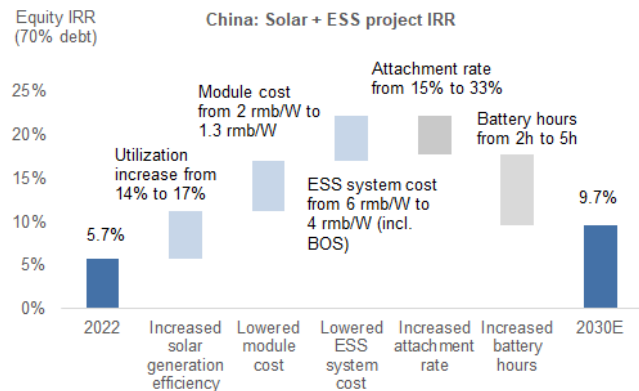 Equity IRR
(70% debt)
China: Solar + ESS project IRR
25%
20%
15%
10%
5%
0%
5.7%
Utilization
increase from
14% to 17%
Module cost
from 2 rmb/W to
1.3 rmb/W
ESS system cost
from 6 rmb/W to
4 rmb/W (incl.
BOS)
Attachment rate
from 15% to 33%
Battery hours
from 2h to 5h
9.7%
2022
Increased
solar
generation
efficiency
Lowered
module
cost
Lowered
ESS
system
cost
Increased
attachment
rate
Increased
battery
hours
2030E